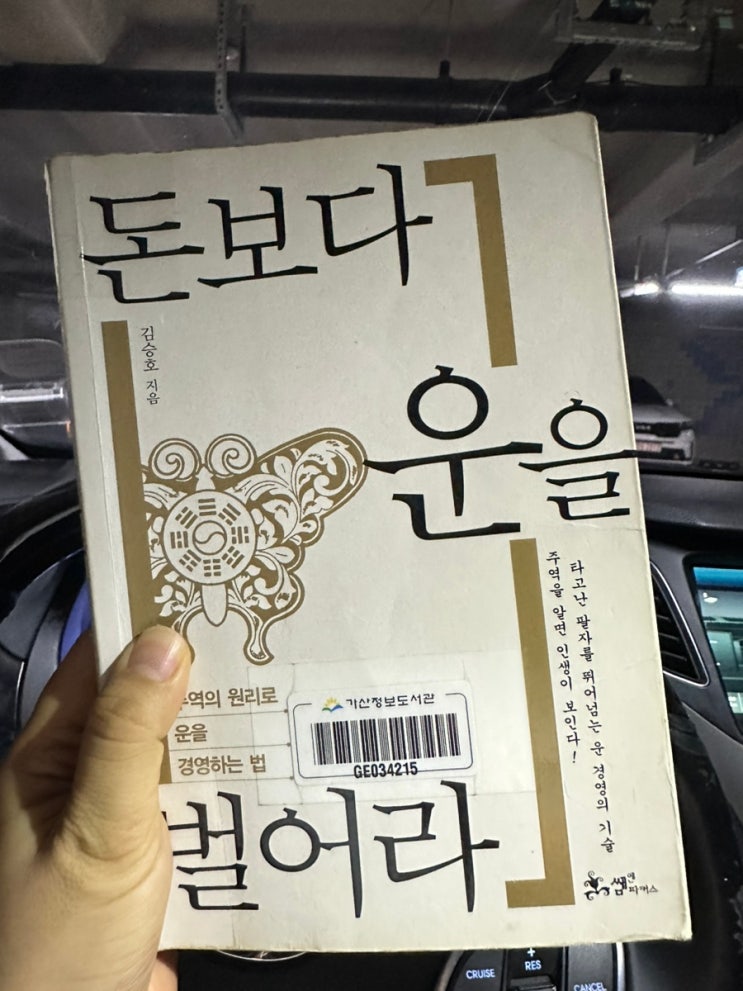 돈보다
김승호 지음
운을
타고난 팔자를 뛰어넘는 운 경영의 기술
주역을 알면 인생이 보인다!
주역의 원리로
운을
경영하는 법
가산정보도서관
GE034215
벌어라
쌤앤파커스
CRUISE
+
RES
CANCEL